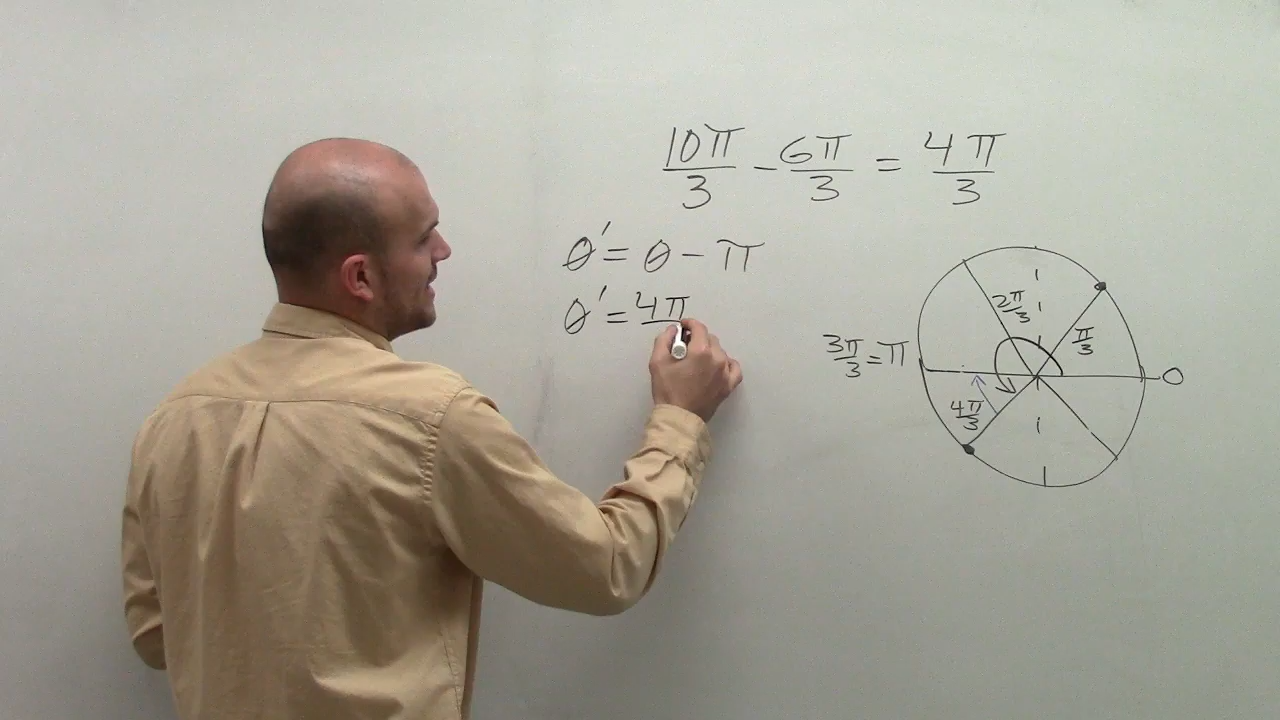 10π/3 - 6π/3 = 4π/3
θ′ = θ - π
θ′ = 4π
2π/3
π/3
3π/3 = π
0
4π/3